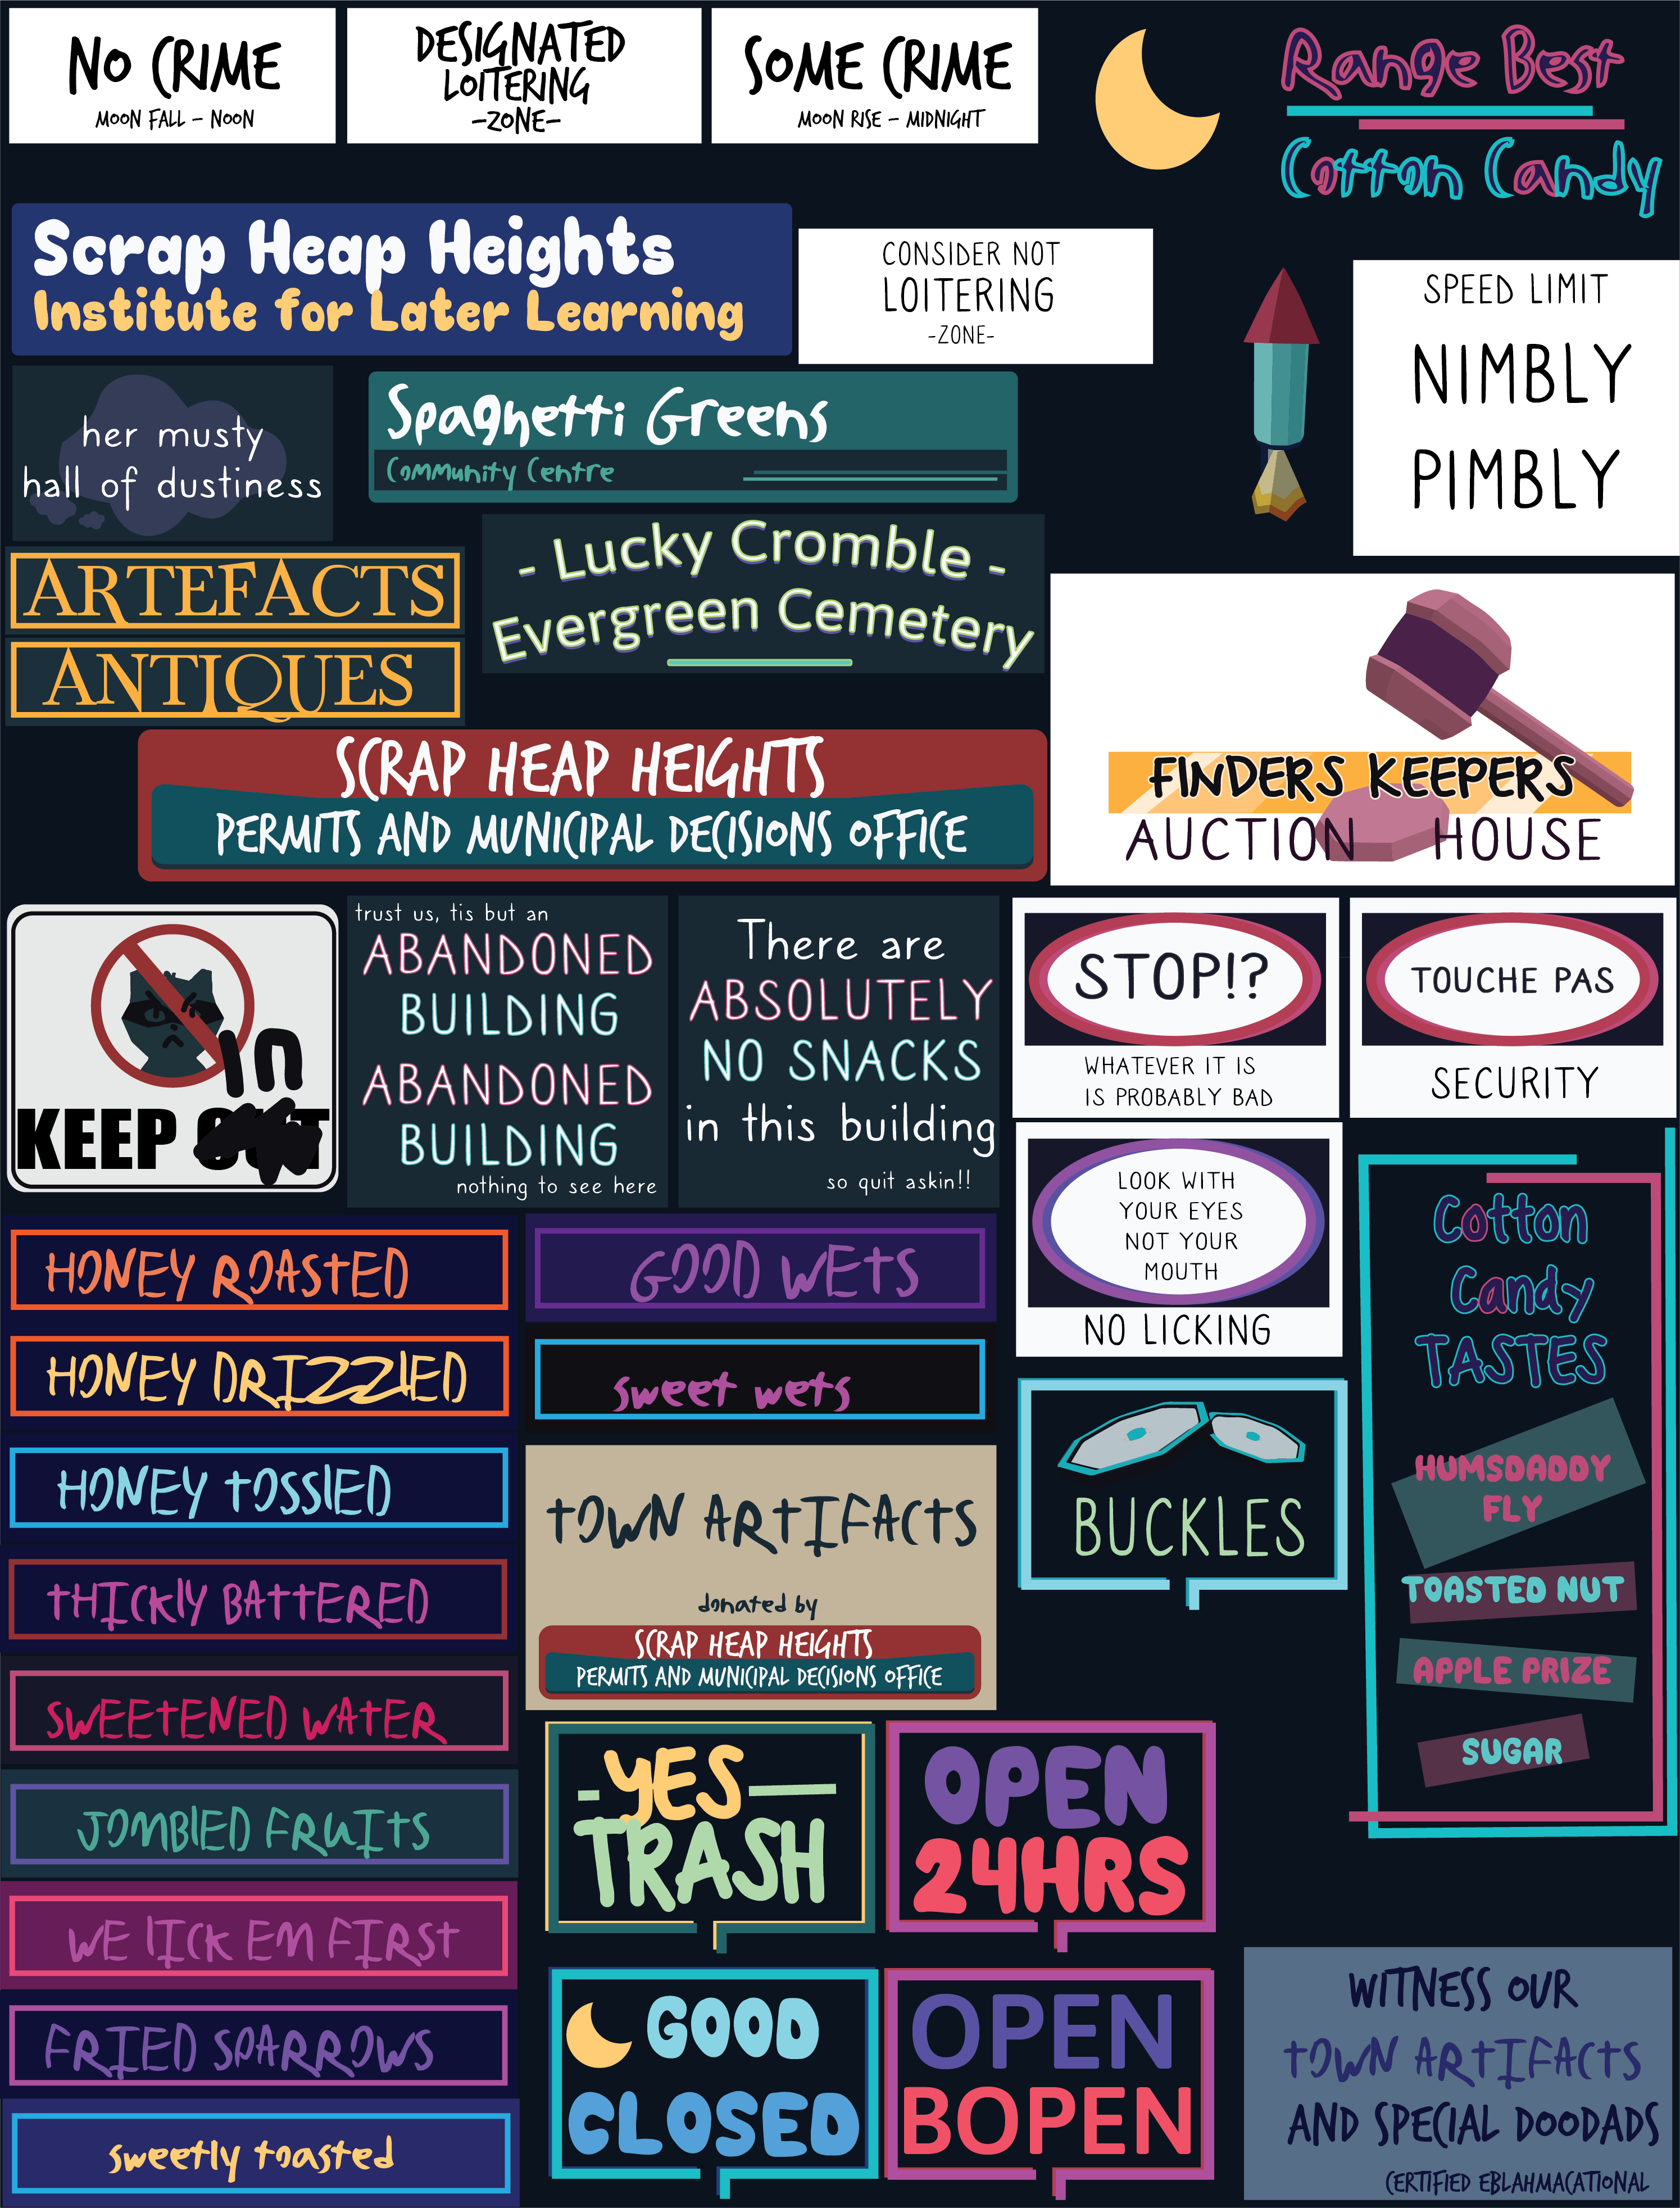 NO CRIME
MOON FALL - NOON
DESIGNATED
LOITERING
-ZONE-
SOME CRIME
MOON RISE - MIDNIGHT
Range Best
Cotton Candy
Scrap Heap Heights
Institute for Later Learning
CONSIDER NOT
LOITERING
-ZONE-
SPEED LIMIT
NIMBLY
PIMBLY
her musty
hall of dustiness
Spaghetti Greens
Community Centre
- Lucky Cromble -
Evergreen Cemetery
ARTEFACTS
ANTIQUES
SCRAP HEAP HEIGHTS
PERMITS AND MUNICIPAL DECISIONS OFFICE
FINDERS KEEPERS
AUCTION HOUSE
IN
KEEP OUT
trust us, tis but an
ABANDONED
BUILDING
ABANDONED
BUILDING
nothing to see here
There are
ABSOLUTELY
NO SNACKS
in this building
so quit askin!!
STOP!?
WHATEVER IT IS
IS PROBABLY BAD
TOUCHE PAS
SECURITY
LOOK WITH
YOUR EYES
NOT YOUR
MOUTH
NO LICKING
Cotton
Candy
TASTES
HUMSDADDY
FLY
TOASTED NUT
APPLE PRIZE
SUGAR
HONEY ROASTED
HONEY DRIZZLED
HONEY TOSSLED
THICKLY BATTERED
SWEETENED WATER
JOMBLED FRUITS
WE LICK EM FIRST
FRIED SPARROWS
sweetly toasted
GOOD WETS
sweet wets
TOWN ARTIFACTS
donated by
SCRAP HEAP HEIGHTS
PERMITS AND MUNICIPAL DECISIONS OFFICE
BUCKLES
-YES-
TRASH
OPEN
24HRS
GOOD
CLOSED
OPEN
BOPEN
WITNESS OUR
TOWN ARTIFACTS
AND SPECIAL DOODADS
CERTIFIED EBLAHMACATIONAL